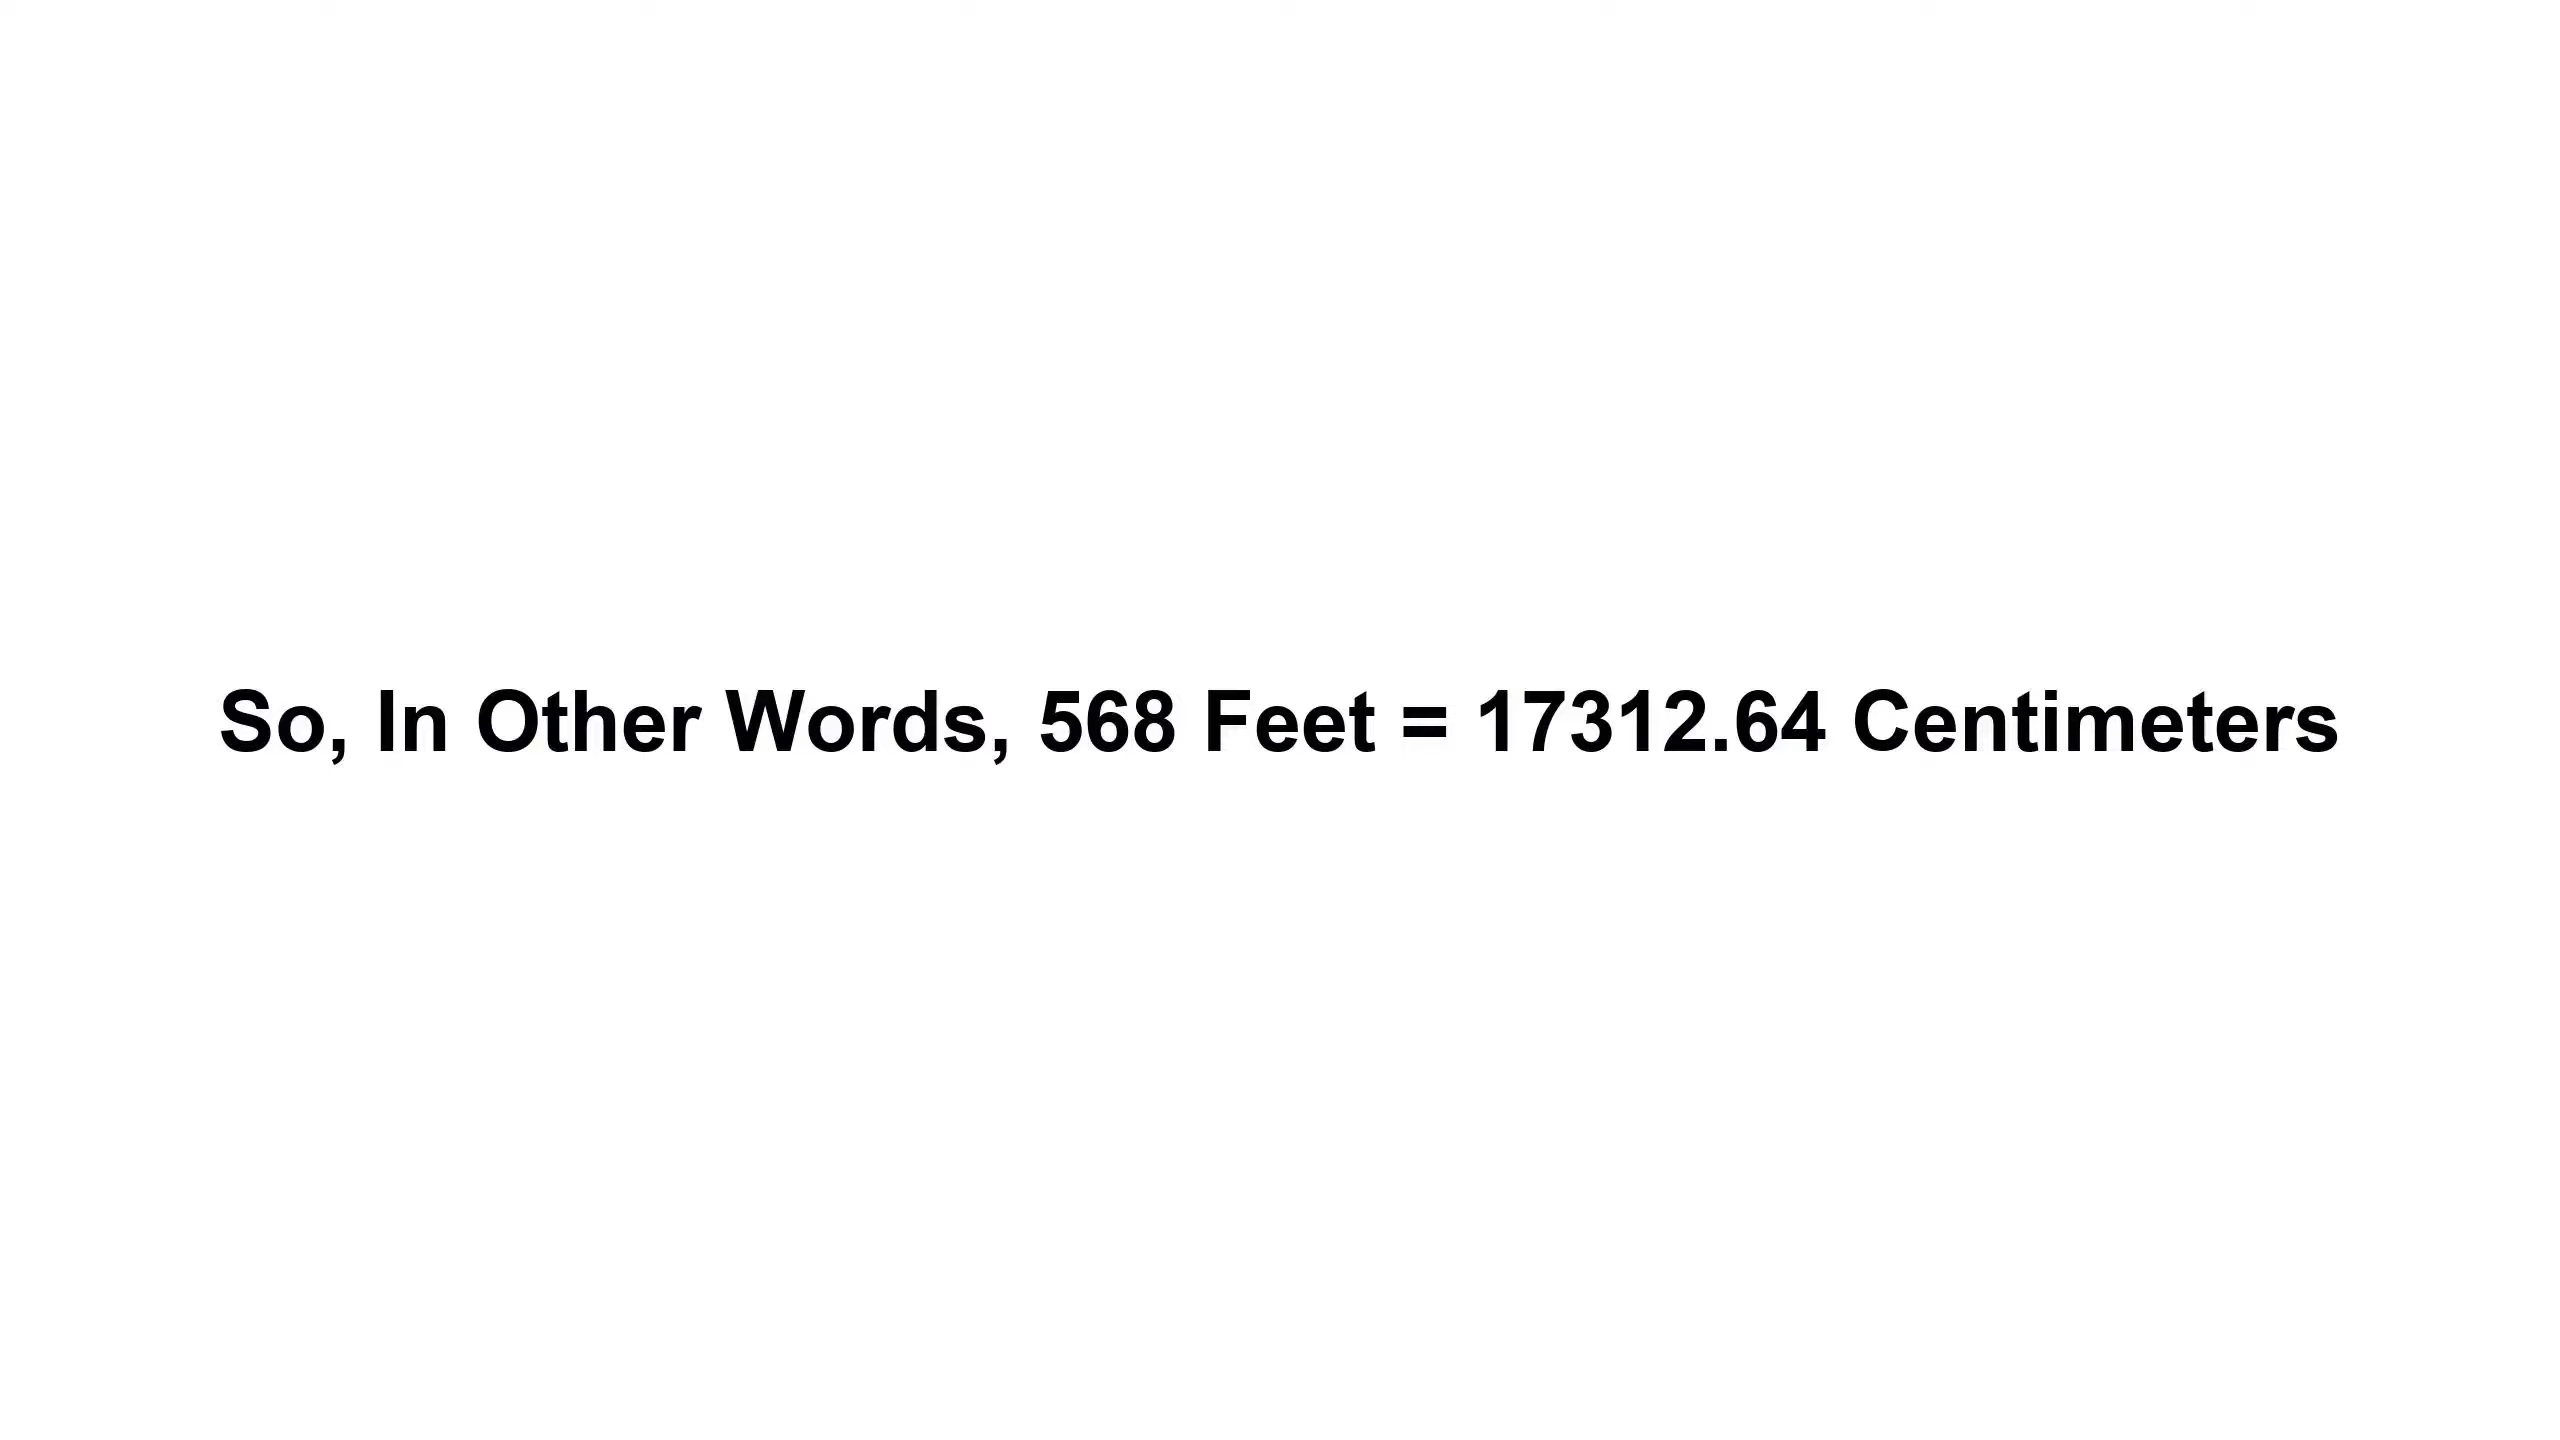 So, In Other Words, 568 Feet = 17312.64 Centimeters